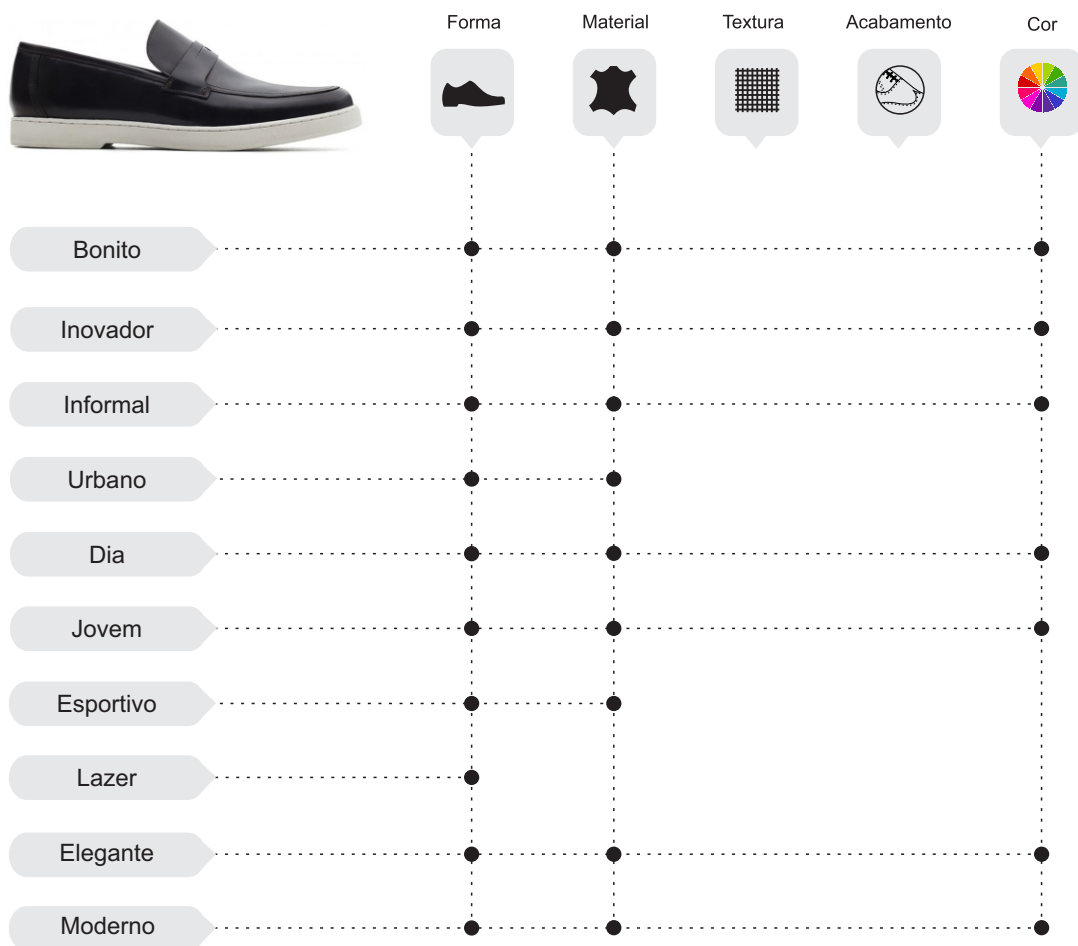 Forma Material Textura Acabamento Cor
Bonito
Inovador
Informal
Urbano
Dia
Jovem
Esportivo
Lazer
Elegante
Moderno